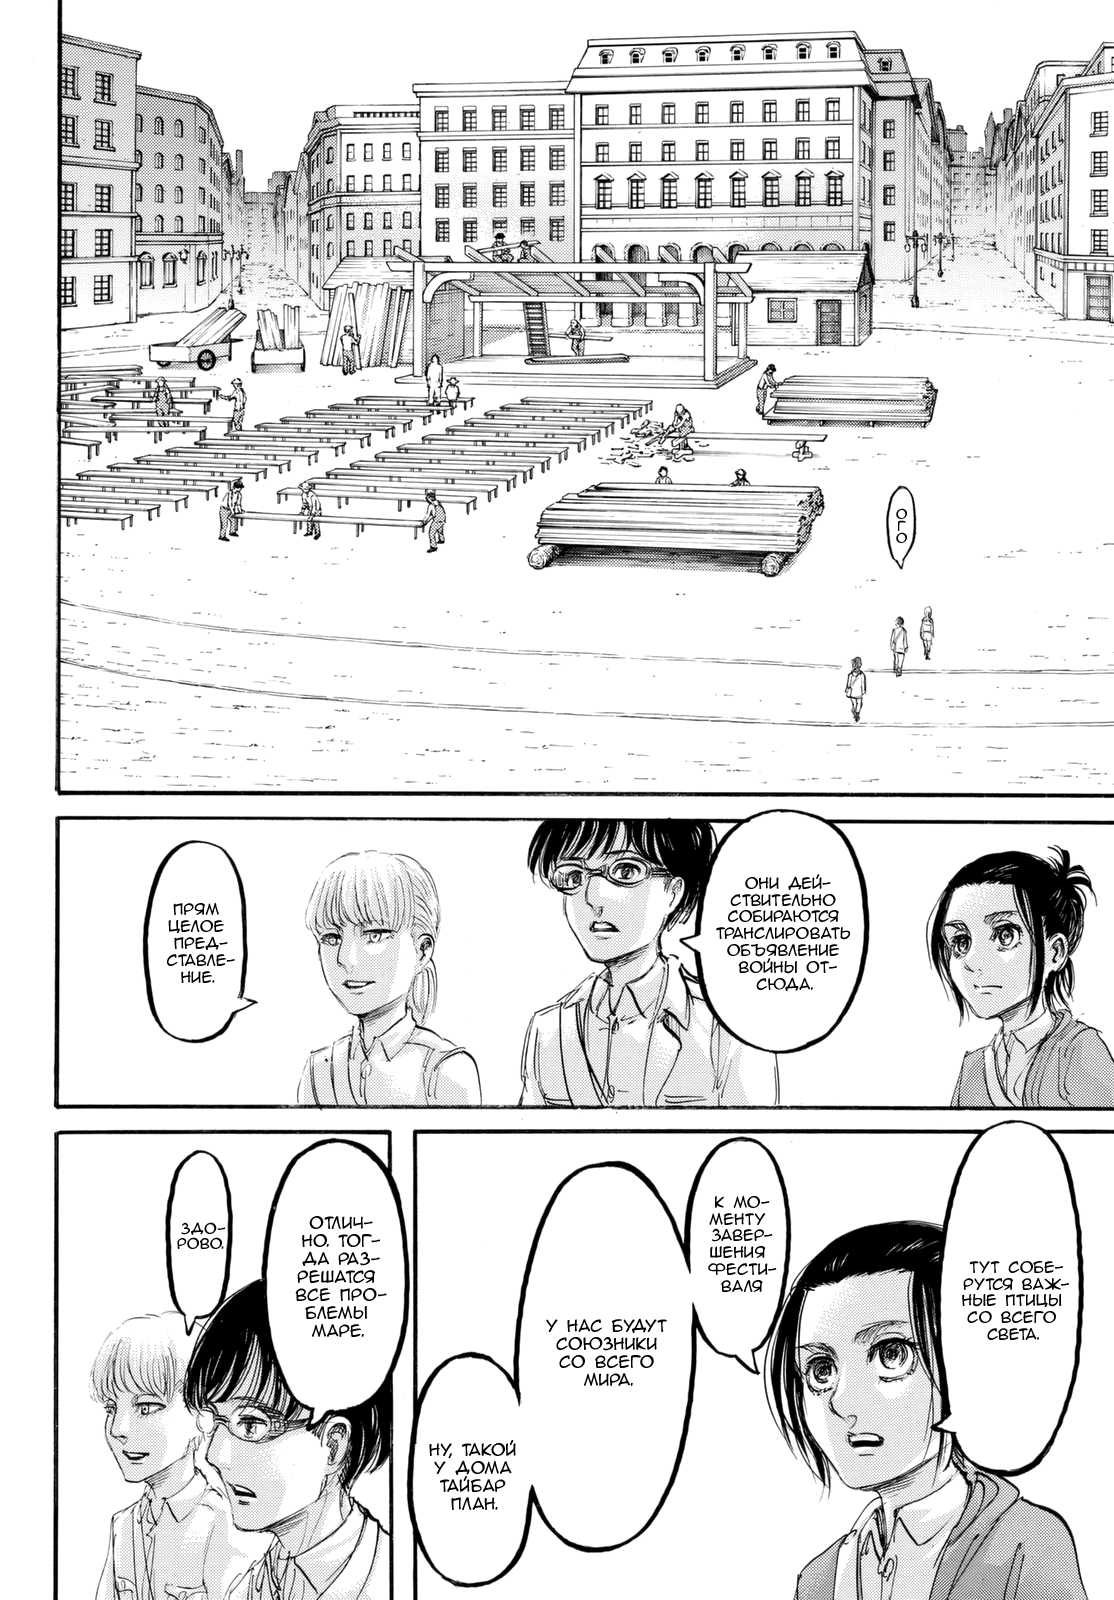 ОГО
ОНИ ДЕЙ-
СТВИТЕЛЬНО
СОБИРАЮТСЯ
ТРАНСЛИРОВАТЬ
ОБЪЯВЛЕНИЕ
ВОЙНЫ ОТ-
СЮДА.
ПРЯМ
ЦЕЛОЕ
ПРЕД-
СТАВЛЕ-
НИЕ.
ТУТ СОБЕ-
РУТСЯ ВАЖ-
НЫЕ ПТИЦЫ
СО ВСЕГО
СВЕТА.
К МО-
МЕНТУ
ЗАВЕР-
ШЕНИЯ
ФЕСТИ-
ВАЛЯ
У НАС БУДУТ
СОЮЗНИКИ
СО ВСЕГО
МИРА.
НУ, ТАКОЙ
У ДОМА
ТАЙБАР
ПЛАН.
ОТЛИЧ-
НО. ТОГ-
ДА РАЗ-
РЕШАТСЯ
ВСЕ ПРО-
БЛЕМЫ
МАРЕ.
ЗДО-
РОВО.